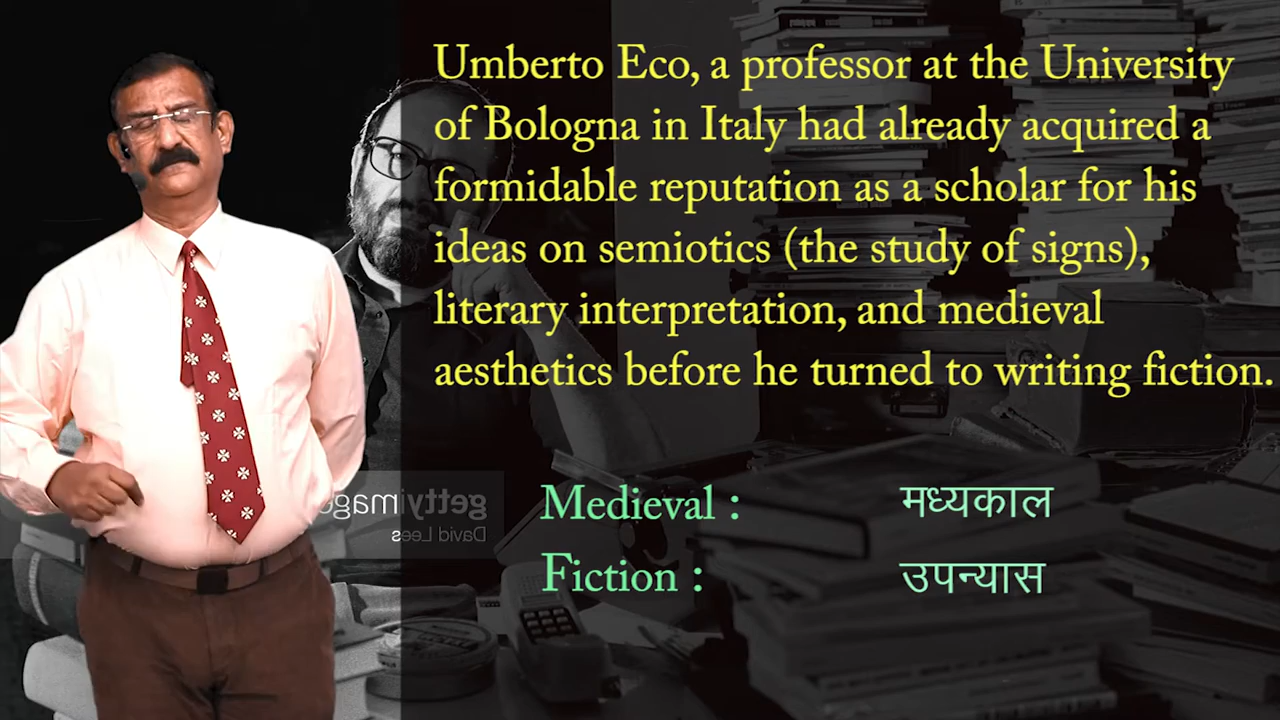 Umberto Eco, a professor at the University
of Bologna in Italy had already acquired a
formidable reputation as a scholar for his
ideas on semiotics (the study of signs),
literary interpretation, and medieval
aesthetics before he turned to writing fiction.
Medieval : मध्यकाल
Fiction : उपन्यास
gettyimage
David Lees